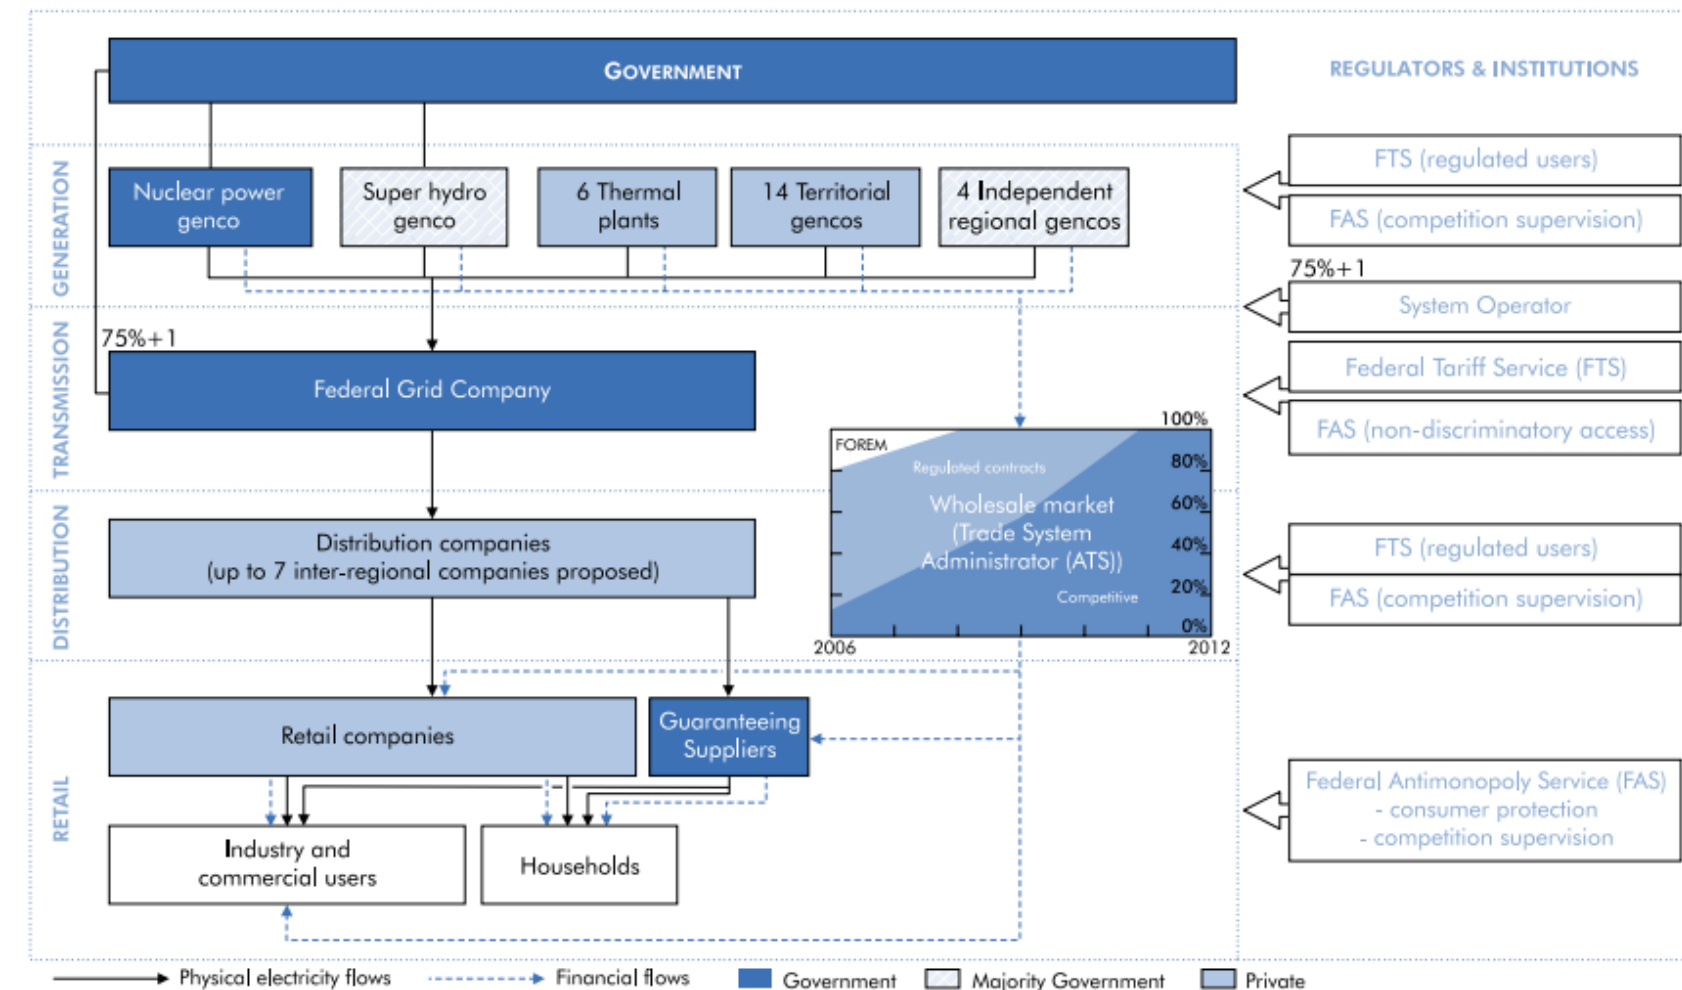 GOVERNMENT
REGULATORS & INSTITUTIONS
GENERATION
Nuclear power
genco
Super hydro
genco
6 Thermal
plants
14 Territorial
gencos
4 Independent
regional gencos
FTS (regulated users)
FAS (competition supervision)
75%+1
System Operator
TRANSMISSION
75%+1
Federal Grid Company
Federal Tariff Service (FTS)
FAS (non-discriminatory access)
100%
FOREM
Regulated contracts
80%
Wholesale market
60%
(Trade System
40%
Administrator (ATS))
20%
Competitive
0%
2006
2012
DISTRIBUTION
Distribution companies
(up to 7 inter-regional companies proposed)
FTS (regulated users)
FAS (competition supervision)
RETAIL
Retail companies
Guaranteeing
Suppliers
Industry and
commercial users
Households
Federal Antimonopoly Service (FAS)
- consumer protection
- competition supervision
Physical electricity flows
Financial flows
Government
Majority Government
Private